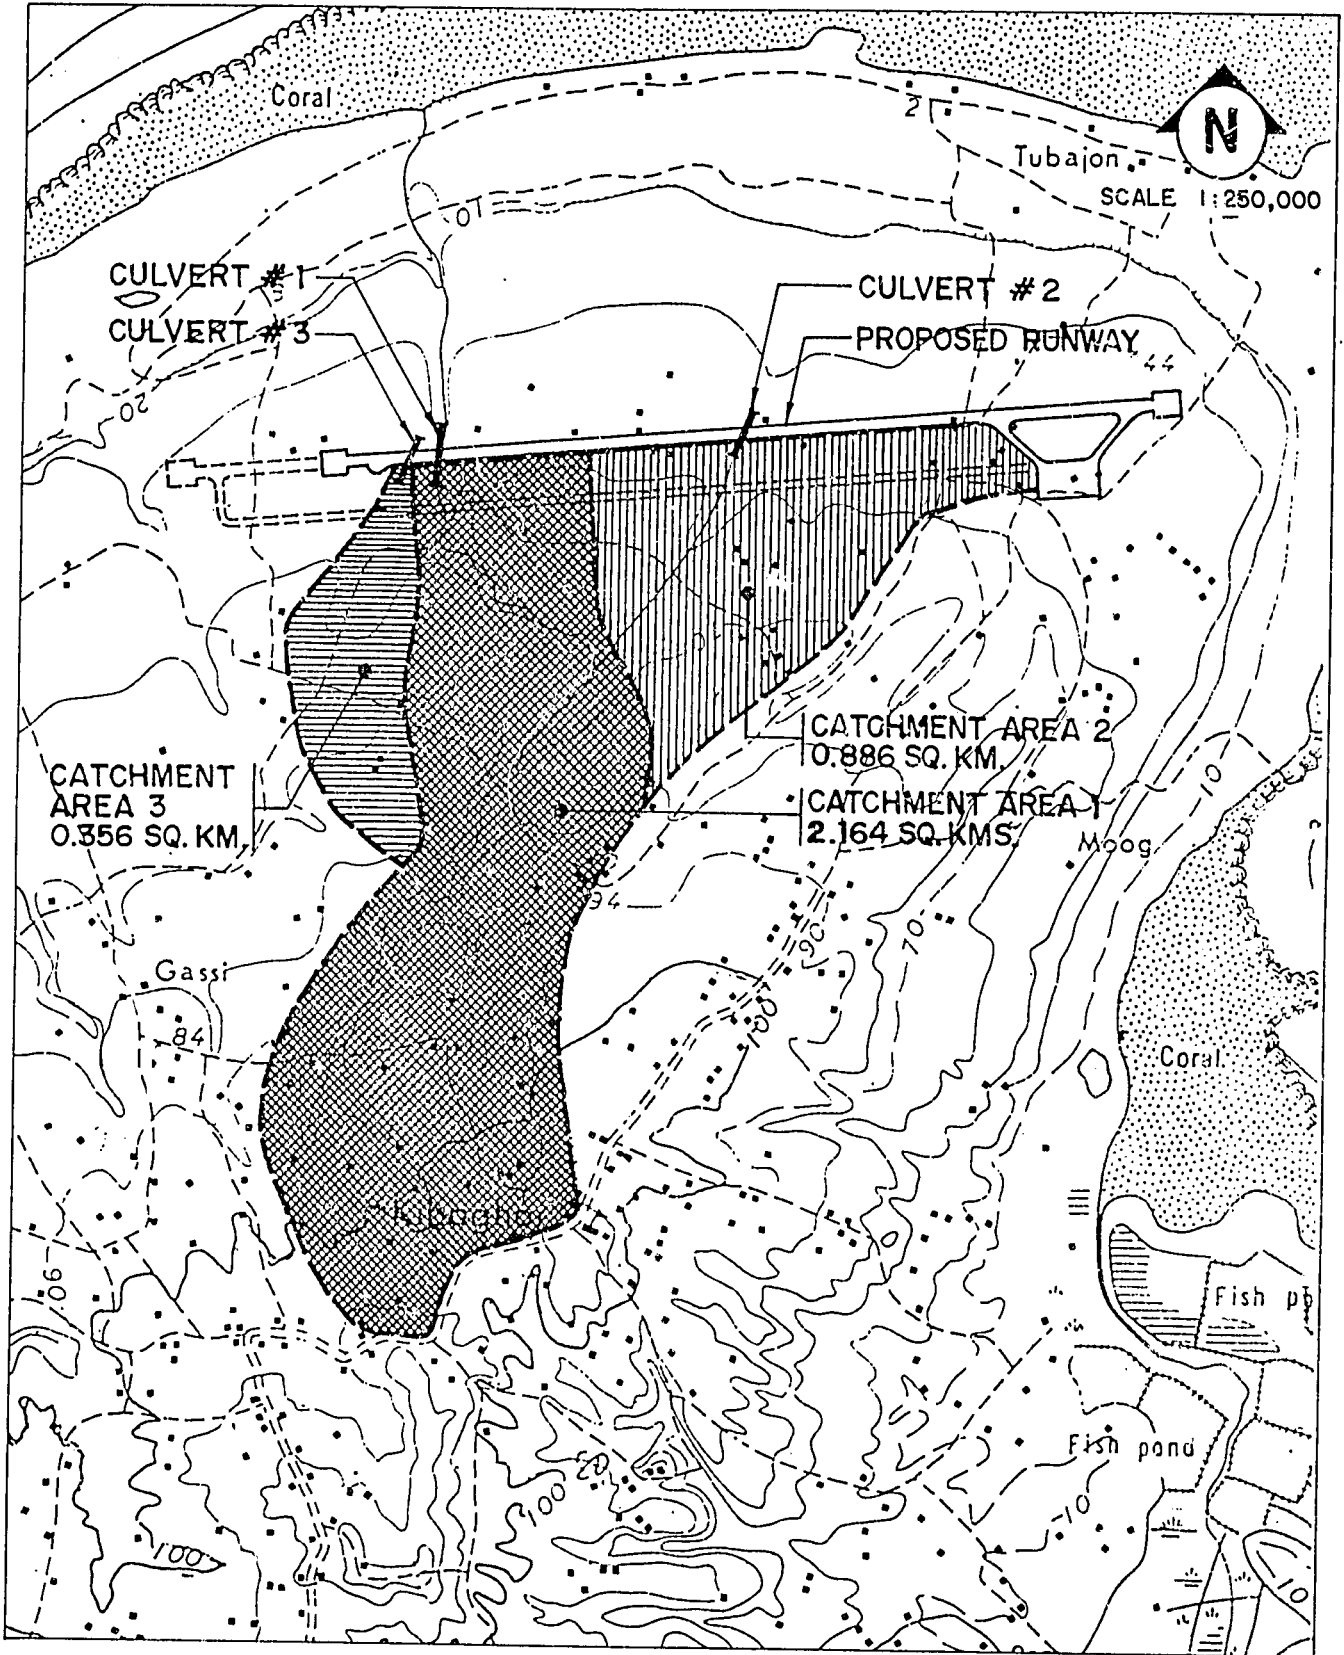 Coral
2
N
Tubajon
SCALE 1:250,000
10
CULVERT #1
CULVERT #2
CULVERT #3
PROPOSED RUNWAY
44
20
CATCHMENT AREA 2
0.886 SQ. KM.
CATCHMENT
AREA 3
0.356 SQ. KM.
CATCHMENT AREA 1
2.164 SQ. KMS.
10
Moog
94
90
70
Gassi
100
84
Coral
90
Fish
Fish pond
100
10
100
10